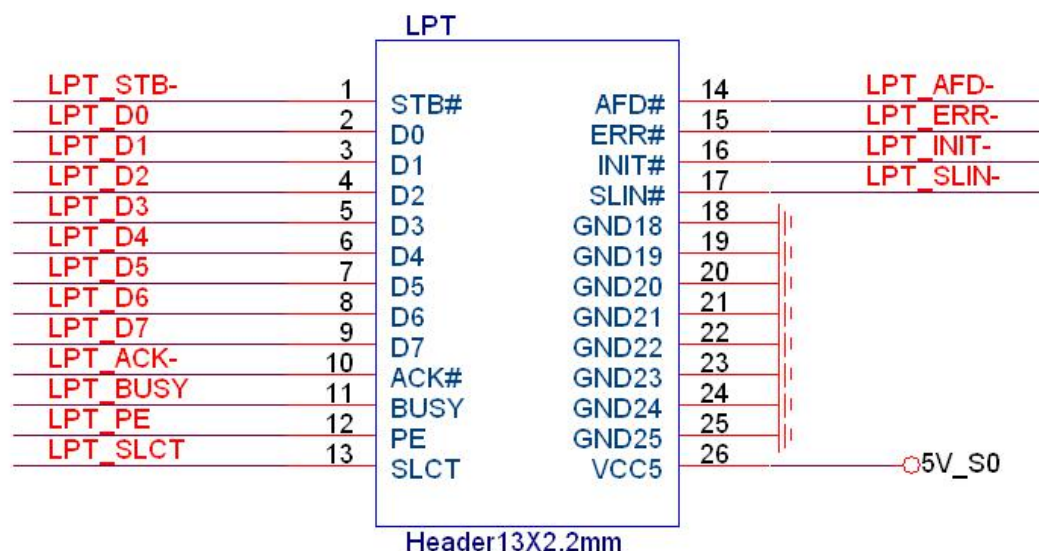 LPT
LPT_STB- 1 STB# AFD# 14 LPT_AFD-
LPT_D0 2 D0 ERR# 15 LPT_ERR-
LPT_D1 3 D1 INIT# 16 LPT_INIT-
LPT_D2 4 D2 SLIN# 17 LPT_SLIN-
LPT_D3 5 D3 GND18 18
LPT_D4 6 D4 GND19 19
LPT_D5 7 D5 GND20 20
LPT_D6 8 D6 GND21 21
LPT_D7 9 D7 GND22 22
LPT_ACK- 10 ACK# GND23 23
LPT_BUSY 11 BUSY GND24 24
LPT_PE 12 PE GND25 25
LPT_SLCT 13 SLCT VCC5 26 5V_S0
Header13X2.2mm